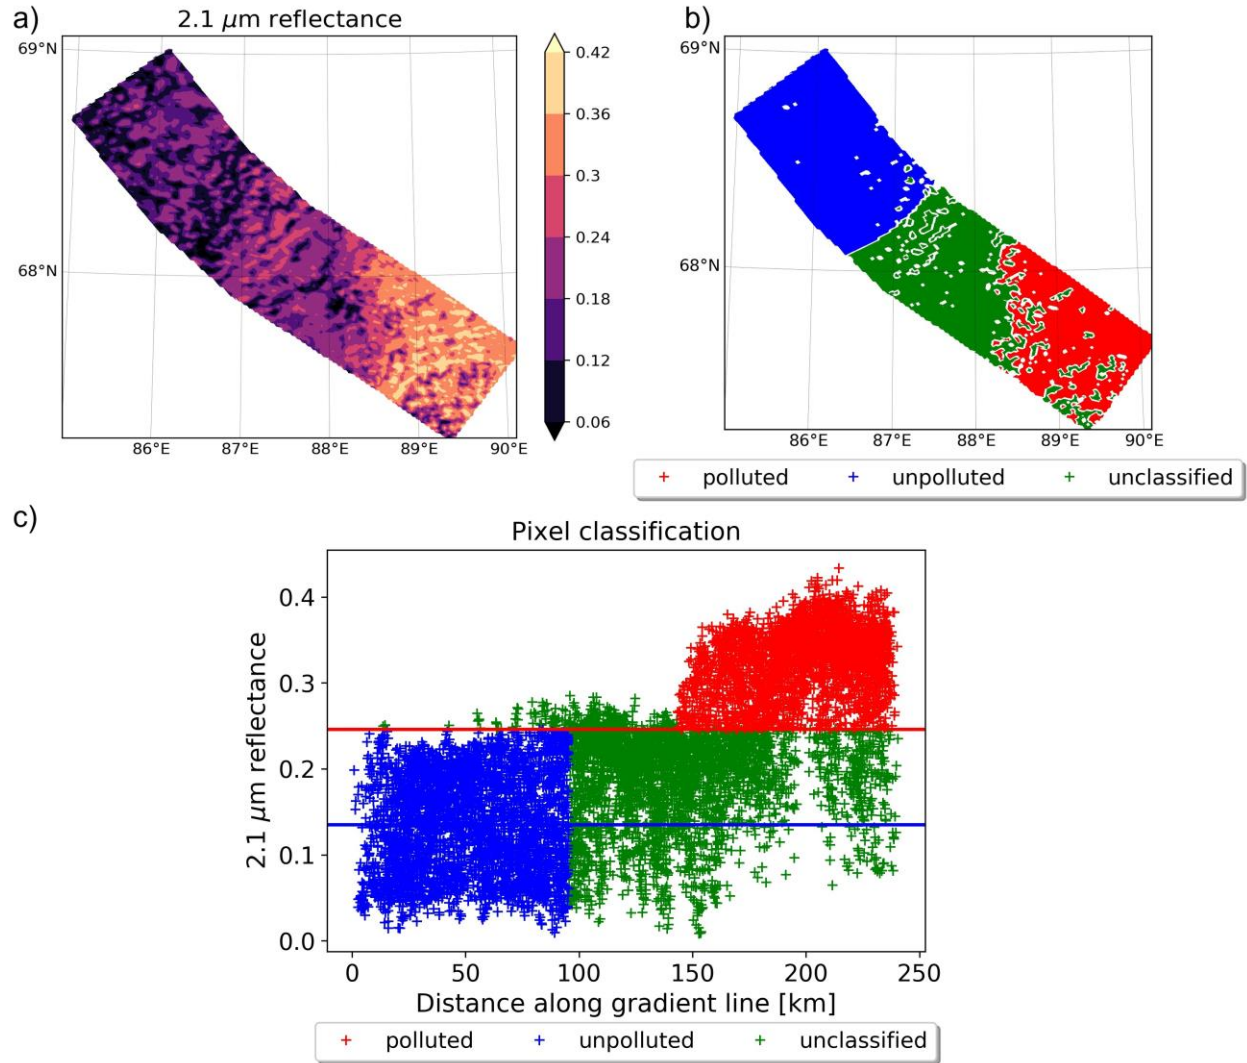 a)
2.1 μm reflectance
b)
69°N
68°N
86°E 87°E 88°E 89°E 90°E
0.42
0.36
0.3
0.24
0.18
0.12
0.06
69°N
68°N
86°E 87°E 88°E 89°E 90°E
+ polluted + unpolluted + unclassified
c)
Pixel classification
2.1 μm reflectance
0.4
0.3
0.2
0.1
0.0
0 50 100 150 200 250
Distance along gradient line [km]
+ polluted + unpolluted + unclassified